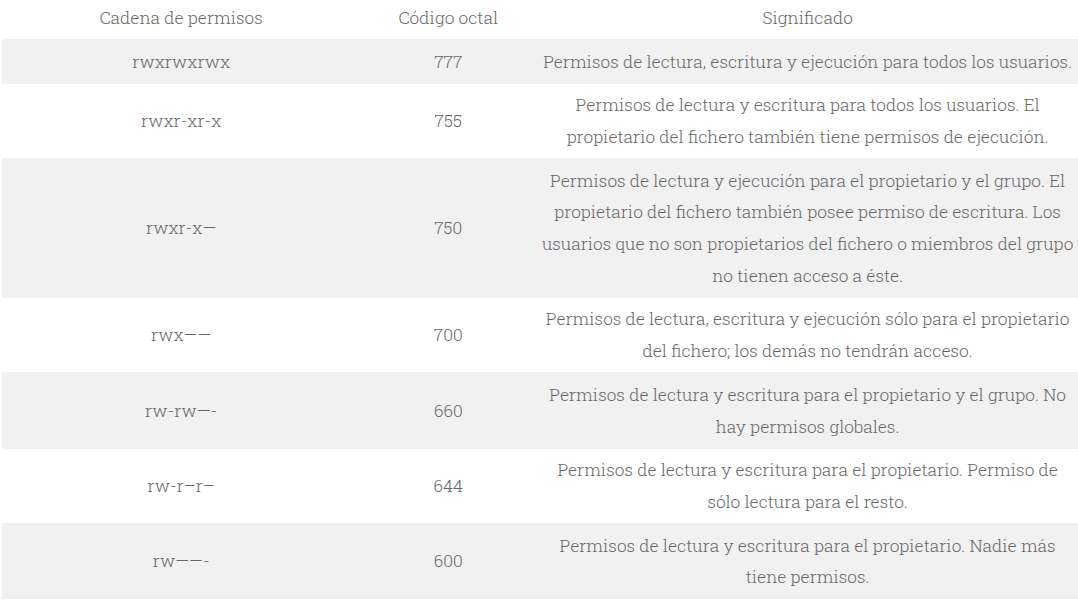 Cadena de permisos Código octal Significado
rwxrwxrwx 777 Permisos de lectura, escritura y ejecución para todos los usuarios.
Permisos de lectura y escritura para todos los usuarios. El
rwxr-xr-x 755
propietario del fichero también tiene permisos de ejecución.
Permisos de lectura y ejecución para el propietario y el grupo. El
propietario del fichero también posee permiso de escritura. Los
rwxr-x— 750
usuarios que no son propietarios del fichero o miembros del grupo
no tienen acceso a éste.
Permisos de lectura, escritura y ejecución sólo para el propietario
rwx—— 700
del fichero; los demás no tendrán acceso.
Permisos de lectura y escritura para el propietario y el grupo. No
rw-rw—- 660
hay permisos globales.
Permisos de lectura y escritura para el propietario. Permiso de
rw-r–r– 644
sólo lectura para el resto.
Permisos de lectura y escritura para el propietario. Nadie más
rw——- 600
tiene permisos.